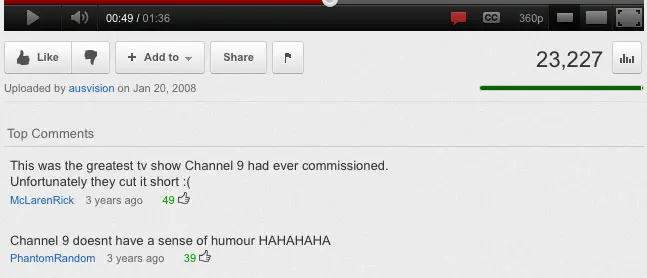 00:49 / 01:36 CC 360p
Like + Add to Share 23,227
Uploaded by ausvision on Jan 20, 2008
Top Comments
This was the greatest tv show Channel 9 had ever commissioned.
Unfortunately they cut it short :(
McLarenRick 3 years ago 49
Channel 9 doesnt have a sense of humour HAHAHAHA
PhantomRandom 3 years ago 39